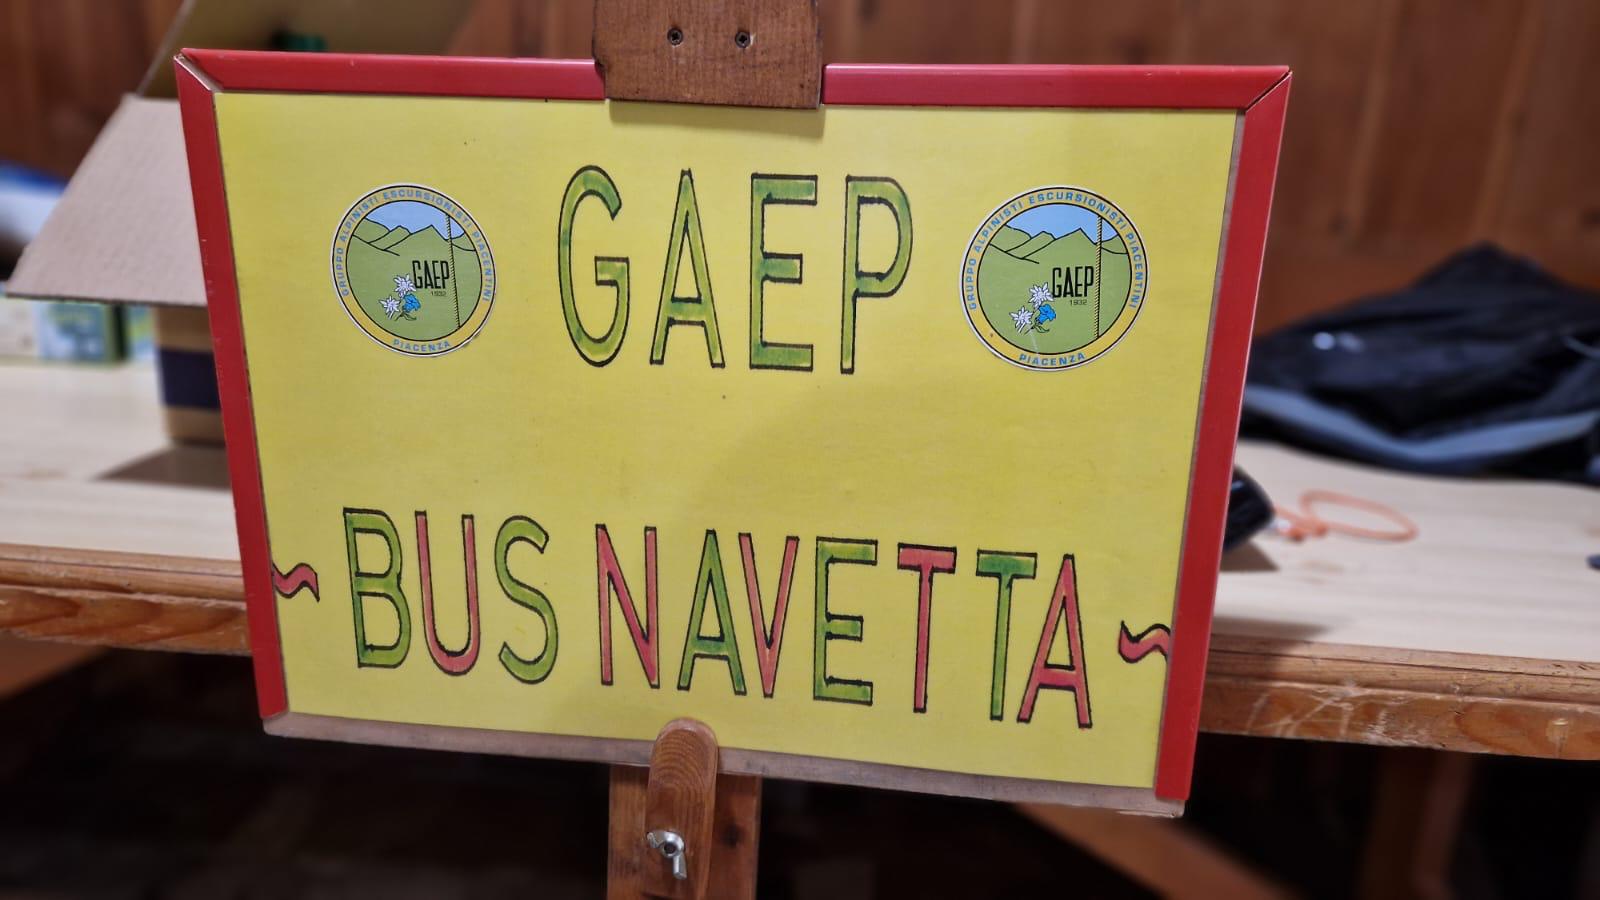 GAEP
GRUPPO ALPINISTI ESCURSIONISTI PIACENTINI
GAEP
1932
PIACENZA
GRUPPO ALPINISTI ESCURSIONISTI PIACENTINI
GAEP
1932
PIACENZA
~ BUS NAVETTA ~